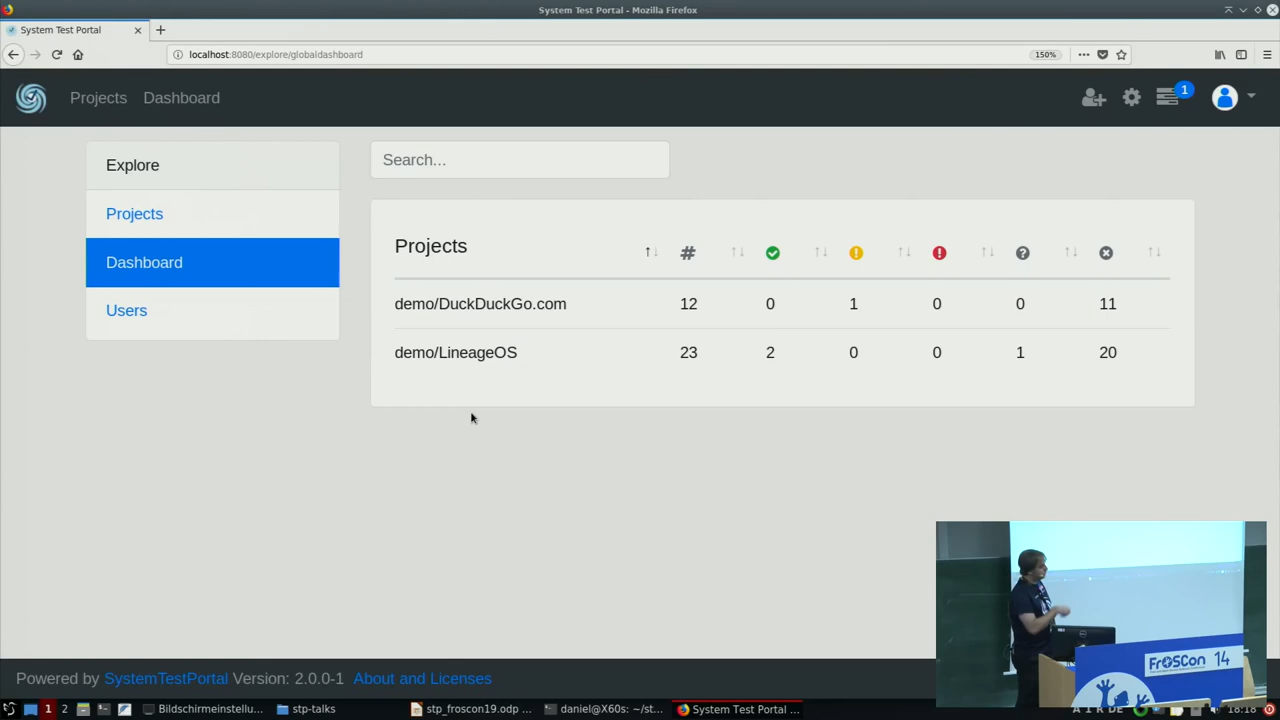 System Test Portal - Mozilla Firefox
System Test Portal
localhost:8080/explore/globaldashboard
150%
Projects Dashboard
1
Explore
Projects
Dashboard
Users
Search...
Projects #
demo/DuckDuckGo.com 12 0 1 0 0 11
demo/LineageOS 23 2 0 0 1 20
FrOSCon 14
Powered by SystemTestPortal Version: 2.0.0-1 About and Licenses
1 2 Bildschirmeinstellu... stp-talks stp_froscon19.odp ... daniel@X60s: ~/st... System Test Portal ... DE 18:18